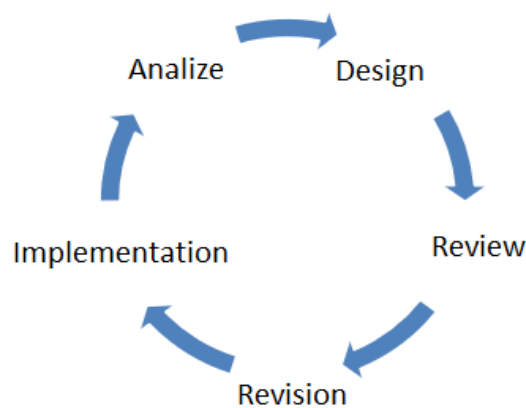 Analize
Design
Review
Revision
Implementation